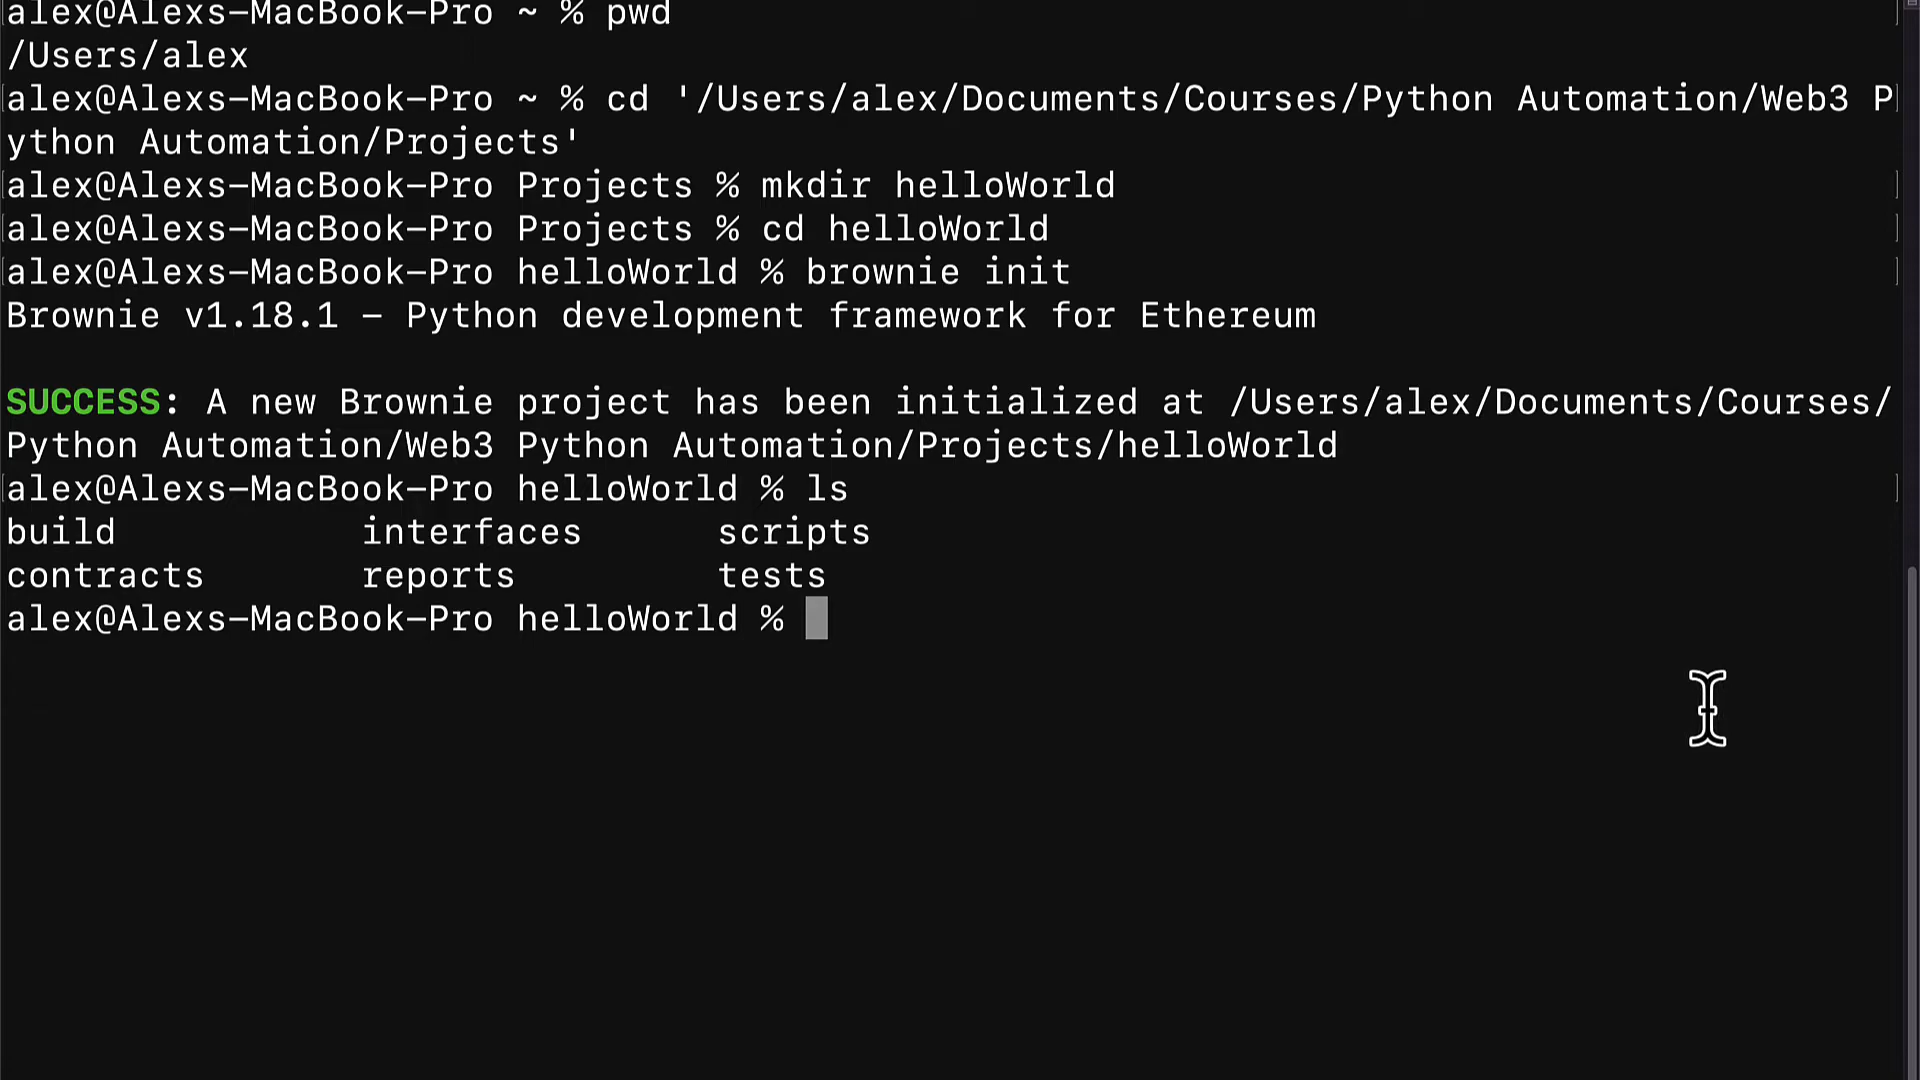 alex@Alexs-MacBook-Pro ~ % pwd
/Users/alex
alex@Alexs-MacBook-Pro ~ % cd '/Users/alex/Documents/Courses/Python Automation/Web3 P
ython Automation/Projects'
alex@Alexs-MacBook-Pro Projects % mkdir helloWorld
alex@Alexs-MacBook-Pro Projects % cd helloWorld
alex@Alexs-MacBook-Pro helloWorld % brownie init
Brownie v1.18.1 - Python development framework for Ethereum
SUCCESS: A new Brownie project has been initialized at /Users/alex/Documents/Courses/
Python Automation/Web3 Python Automation/Projects/helloWorld
alex@Alexs-MacBook-Pro helloWorld % ls
build interfaces scripts
contracts reports tests
alex@Alexs-MacBook-Pro helloWorld %